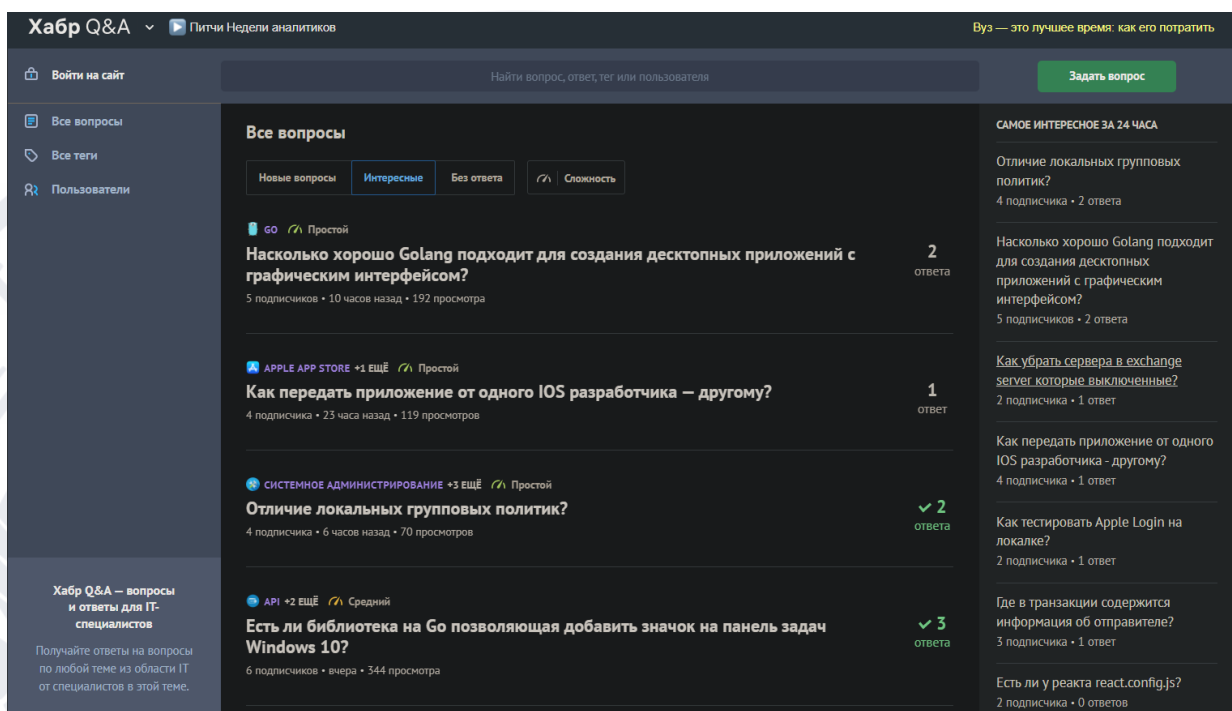 Хабр Q&A
Питчи Недели аналитиков
Вуз — это лучшее время: как его потратить
Войти на сайт
Найти вопрос, ответ, тег или пользователя
Задать вопрос
Все вопросы
Все теги
Пользователи
Хабр Q&A — вопросы
и ответы для IT-
специалистов
Получайте ответы на вопросы
по любой теме из области IT
от специалистов в этой теме.
Все вопросы
Новые вопросы
Интересные
Без ответа
Сложность
GO Простой
Насколько хорошо Golang подходит для создания десктопных приложений с
графическим интерфейсом?
5 подписчиков • 10 часов назад • 192 просмотра
2
ответа
APPLE APP STORE +1 ЕЩЁ Простой
Как передать приложение от одного IOS разработчика — другому?
4 подписчика • 23 часа назад • 119 просмотров
1
ответ
СИСТЕМНОЕ АДМИНИСТРИРОВАНИЕ +3 ЕЩЁ Простой
Отличие локальных групповых политик?
4 подписчика • 6 часов назад • 70 просмотров
✓ 2
ответа
API +2 ЕЩЁ Средний
Есть ли библиотека на Go позволяющая добавить значок на панель задач
Windows 10?
6 подписчиков • вчера • 344 просмотра
✓ 3
ответа
САМОЕ ИНТЕРЕСНОЕ ЗА 24 ЧАСА
Отличие локальных групповых
политик?
4 подписчика • 2 ответа
Насколько хорошо Golang подходит
для создания десктопных
приложений с графическим
интерфейсом?
5 подписчиков • 2 ответа
Как убрать сервера в exchange
server которые выключенные?
2 подписчика • 1 ответ
Как передать приложение от одного
IOS разработчика - другому?
4 подписчика • 1 ответ
Как тестировать Apple Login на
локалке?
2 подписчика • 1 ответ
Где в транзакции содержится
информация об отправителе?
3 подписчика • 1 ответ
Есть ли у реакта react.config.js?
2 подписчика • 0 ответов